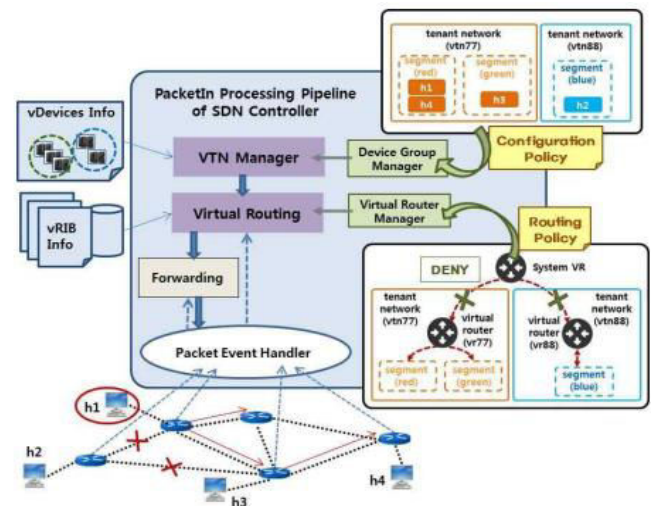 PacketIn Processing Pipeline
of SDN Controller
vDevices Info
vRIB
Info
VTN Manager
Virtual Routing
Forwarding
Packet Event Handler
Device Group
Manager
Virtual Router
Manager
tenant network
(vtn77)
segment
(red)
h1
h4
segment
(green)
h3
tenant network
(vtn88)
segment
(blue)
h2
Configuration
Policy
Routing
Policy
DENY
System VR
tenant
network
(vtn77)
virtual
router
(vr77)
segment
(red)
segment
(green)
tenant
network
(vtn88)
virtual
router
(vr88)
segment
(blue)
h1
h2
h3
h4